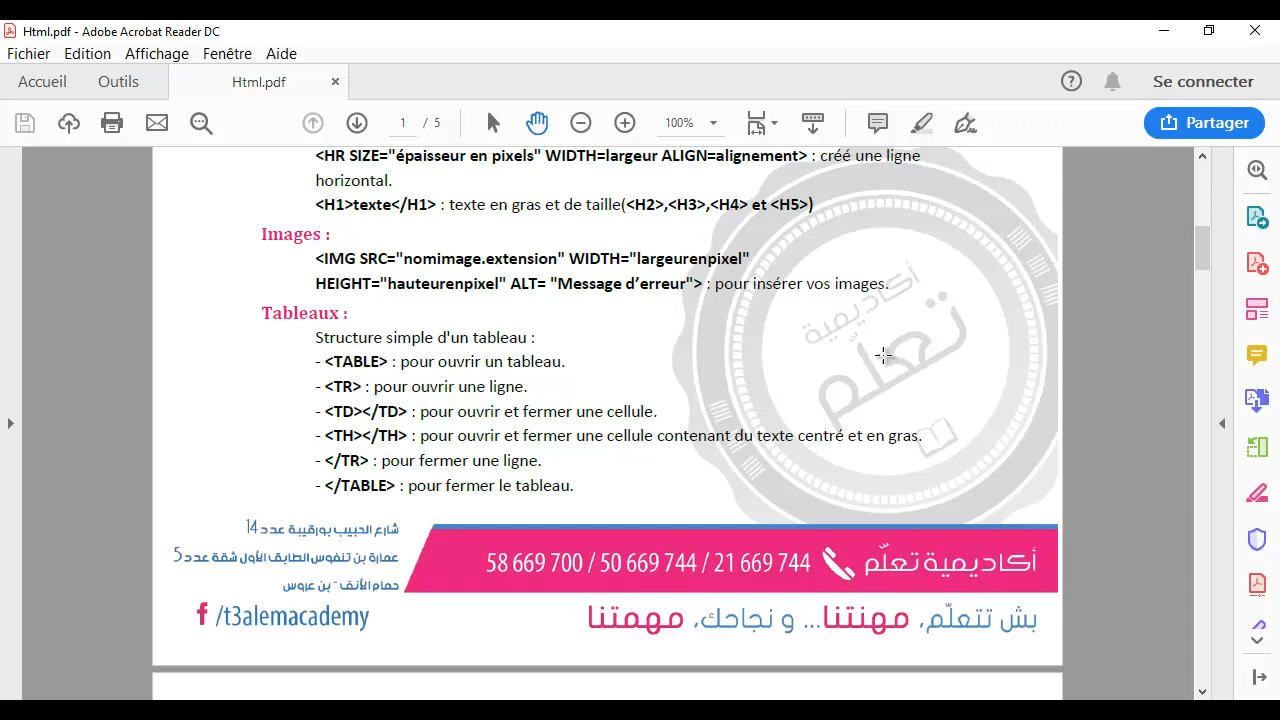 Html.pdf - Adobe Acrobat Reader DC
Fichier Edition Affichage Fenêtre Aide
Accueil Outils Html.pdf × ? Se connecter
1 / 5 100% Partager
<HR SIZE="épaisseur en pixels" WIDTH=largeur ALIGN=alignement> : créé une ligne
horizontal.
<H1>texte</H1> : texte en gras et de taille(<H2>,<H3>,<H4> et <H5>)
Images :
<IMG SRC="nomimage.extension" WIDTH="largeurenpixel"
HEIGHT="hauteurenpixel" ALT= "Message d’erreur"> : pour insérer vos images.
Tableaux :
Structure simple d'un tableau :
- <TABLE> : pour ouvrir un tableau.
- <TR> : pour ouvrir une ligne.
- <TD></TD> : pour ouvrir et fermer une cellule.
- <TH></TH> : pour ouvrir et fermer une cellule contenant du texte centré et en gras.
- </TR> : pour fermer une ligne.
- </TABLE> : pour fermer le tableau.
أكاديمية
تعلّم
شارع الحبيب بورقيبة عدد 14
عمارة بن تنفوس الطابق الأول شقة عدد 5
حمام الأنف - بن عروس
أكاديمية تعلّم 58 669 700 / 50 669 744 / 21 669 744
f /t3alemacademy
بش تتعلّم، مهنتنا... و نجاحك، مهمتنا